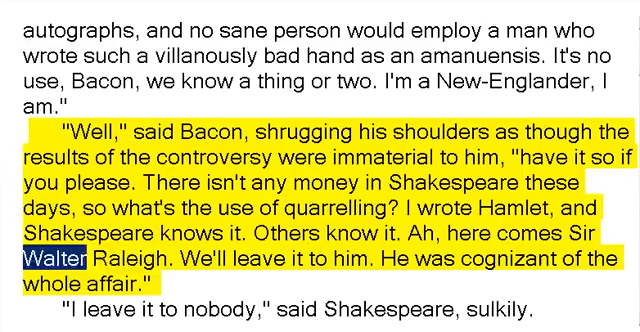 autographs, and no sane person would employ a man who
wrote such a villanously bad hand as an amanuensis. It's no
use, Bacon, we know a thing or two. I'm a New-Englander, I
am."
"Well," said Bacon, shrugging his shoulders as though the
results of the controversy were immaterial to him, "have it so if
you please. There isn't any money in Shakespeare these
days, so what's the use of quarrelling? I wrote Hamlet, and
Shakespeare knows it. Others know it. Ah, here comes Sir
Walter Raleigh. We'll leave it to him. He was cognizant of the
whole affair."
"I leave it to nobody," said Shakespeare, sulkily.